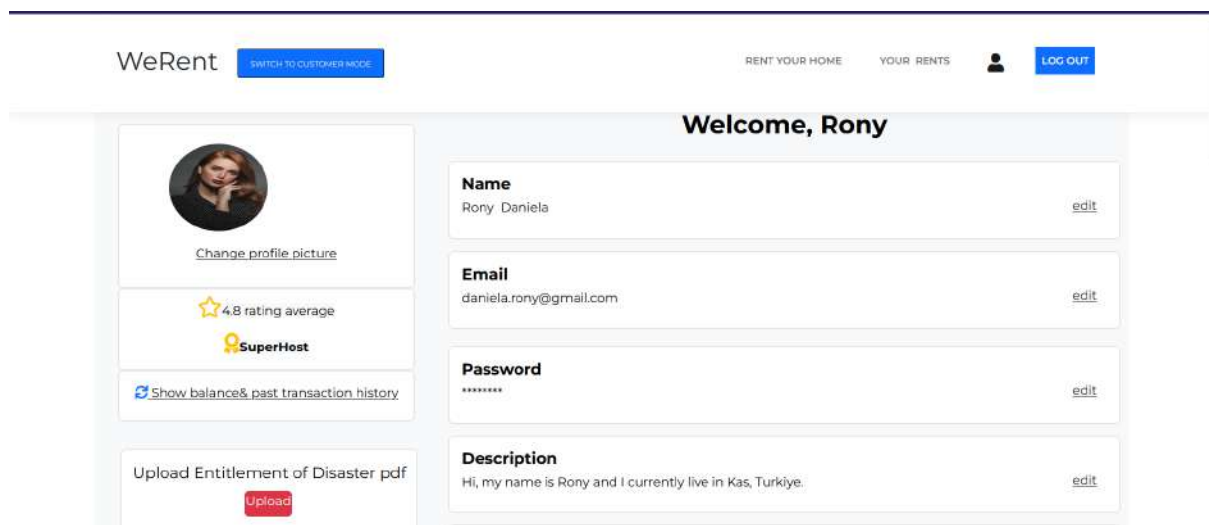 WeRent
SWITCH TO CUSTOMER MODE
RENT YOUR HOME
YOUR RENTS
LOG OUT
Welcome, Rony
Change profile picture
4.8 rating average
SuperHost
Show balance& past transaction history
Upload Entitlement of Disaster pdf
Upload
Name
Rony Daniela
edit
Email
daniela.rony@gmail.com
edit
Password
********
edit
Description
Hi, my name is Rony and I currently live in Kas, Turkiye.
edit